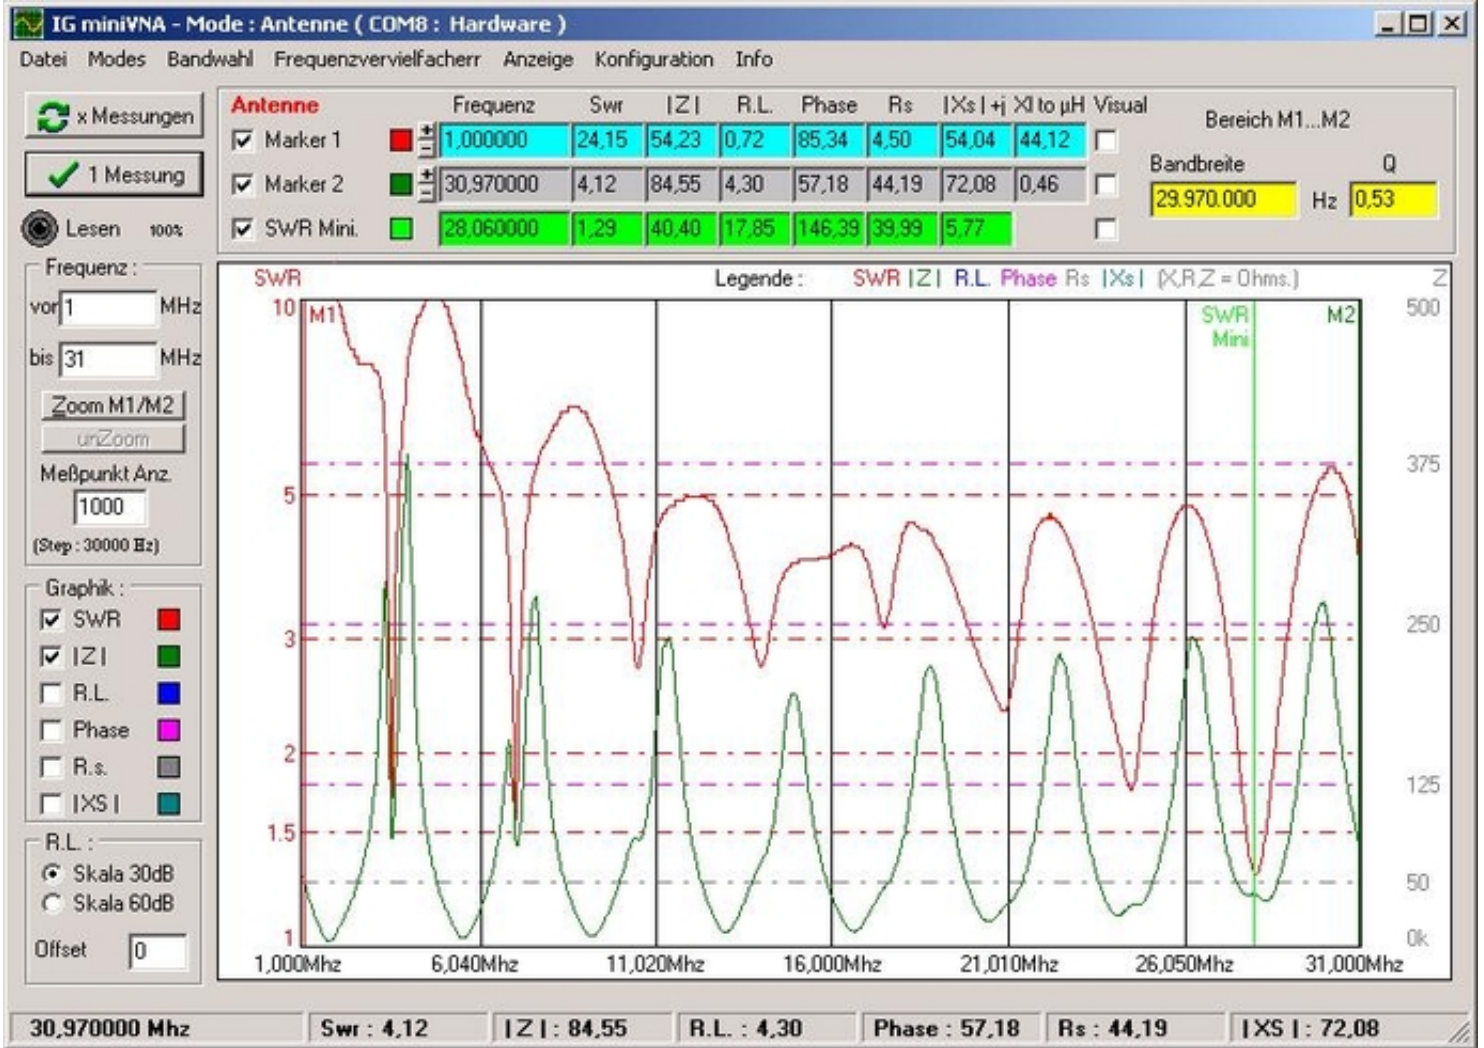 IG miniVNA - Mode : Antenne ( COM8 : Hardware )
Datei Modes Bandwahl Frequenzvervielfacherr Anzeige Konfiguration Info
x Messungen
1 Messung
Lesen 100%
Antenne Frequenz Swr |Z| R.L. Phase Rs |Xs| +j Xl to µH Visual
Marker 1 + - 1,000000 24,15 54,23 0,72 85,34 4,50 54,04 44,12
Marker 2 + - 30,970000 4,12 84,55 4,30 57,18 44,19 72,08 0,46
SWR Mini. 28,060000 1,29 40,40 17,85 146,39 39,99 5,77
Bereich M1...M2
Bandbreite Q
29.970.000 Hz 0,53
Frequenz :
vor 1 MHz
bis 31 MHz
Zoom M1/M2
unZoom
Meßpunkt Anz.
1000
(Step : 30000 Hz)
Graphik :
SWR
|Z|
R.L.
Phase
R.s.
|XS|
R.L. :
Skala 30dB
Skala 60dB
Offset 0
SWR Legende : SWR |Z| R.L. Phase Rs |Xs| (X,R,Z = Ohms.) Z
10 M1 SWR Mini M2 500
375
5
250
3
2
125
1.5
50
1 0k
1,000Mhz 6,040Mhz 11,020Mhz 16,000Mhz 21,010Mhz 26,050Mhz 31,000Mhz
30,970000 Mhz Swr : 4,12 |Z| : 84,55 R.L. : 4,30 Phase : 57,18 Rs : 44,19 |XS| : 72,08